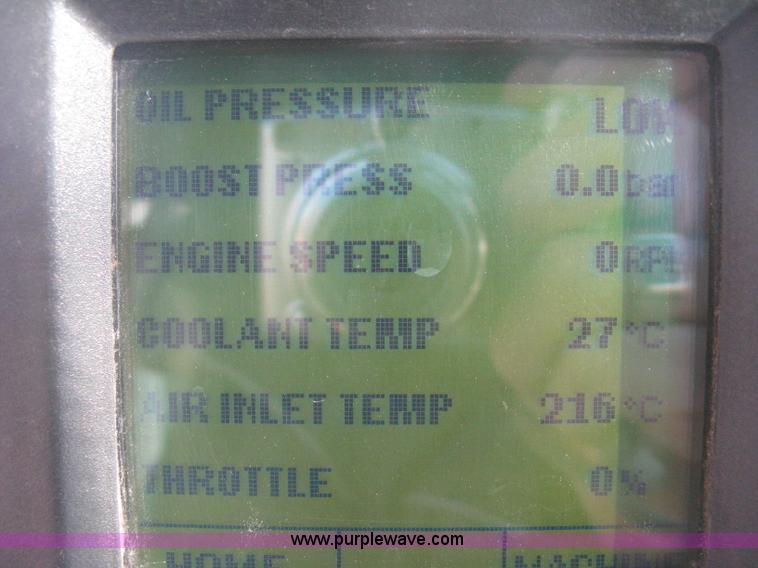 OIL PRESSURE LOW
BOOST PRESS 0.0 bar
ENGINE SPEED 0 RPM
COOLANT TEMP 27 °C
AIR INLET TEMP 216 °C
THROTTLE 0 %
www.purplewave.com
HOME MACHINE